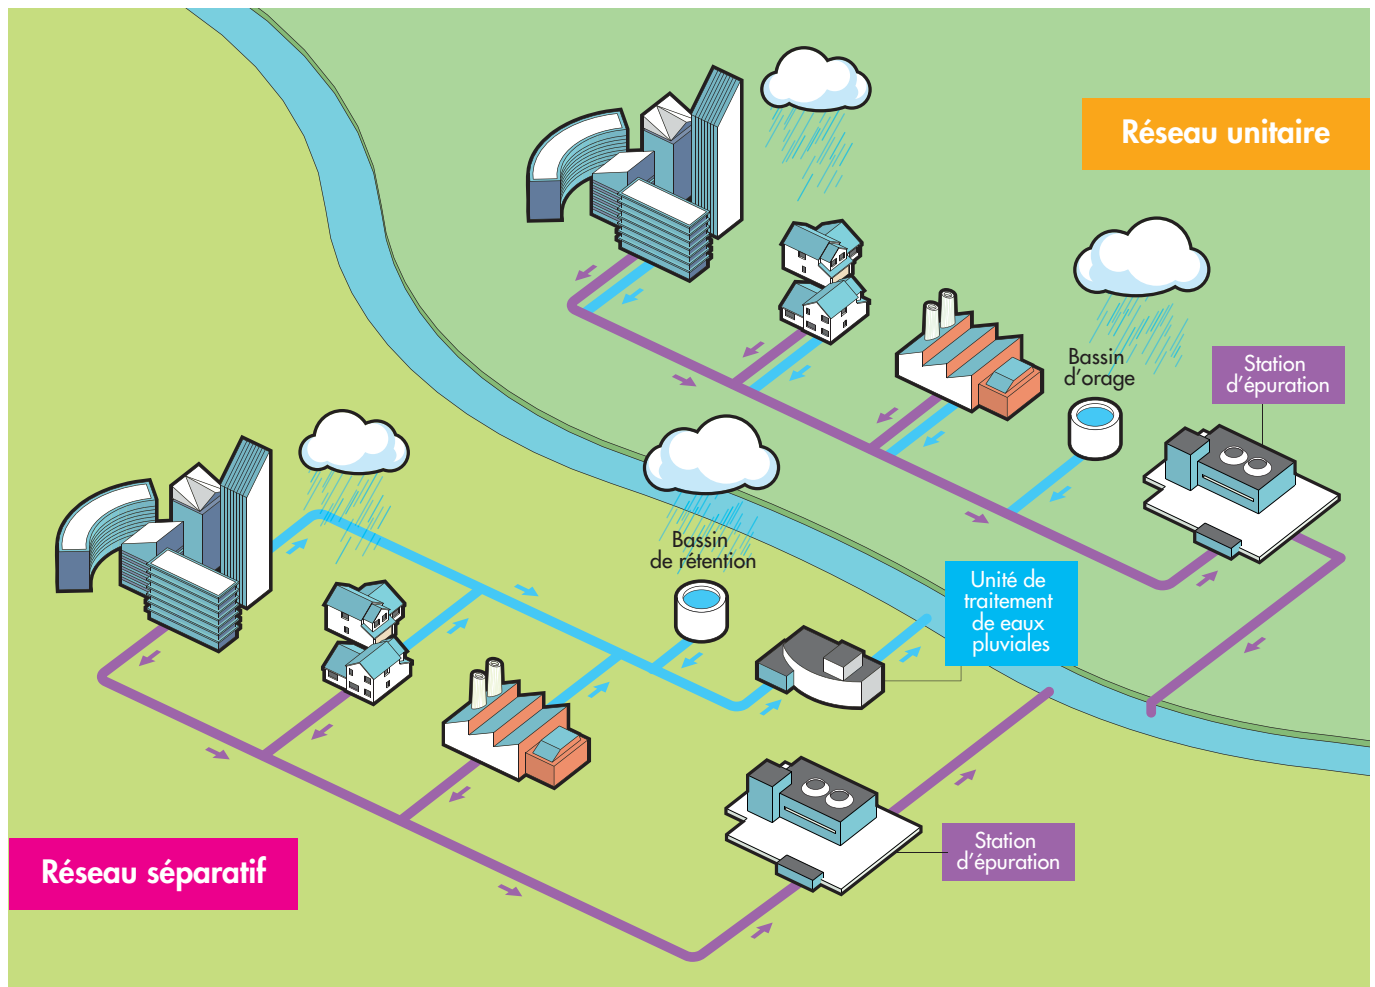 Réseau unitaire
Bassin
d'orage
Station
d'épuration
Bassin
de rétention
Unité de
traitement
de eaux
pluviales
Station
d'épuration
Réseau séparatif